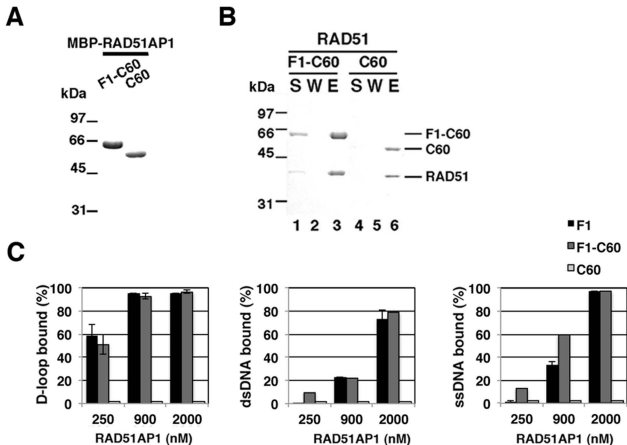 A
MBP-RAD51AP1
F1-C60
C60
kDa
97
66
45
31
B
RAD51
F1-C60 C60
S W E S W E
kDa
97
66
45
31
F1-C60
C60
RAD51
1 2 3 4 5 6
F1
F1-C60
C60
C
D-loop bound (%)
100
80
60
40
20
0
250 900 2000
RAD51AP1 (nM)
dsDNA bound (%)
100
80
60
40
20
0
250 900 2000
RAD51AP1 (nM)
ssDNA bound (%)
100
80
60
40
20
0
250 900 2000
RAD51AP1 (nM)